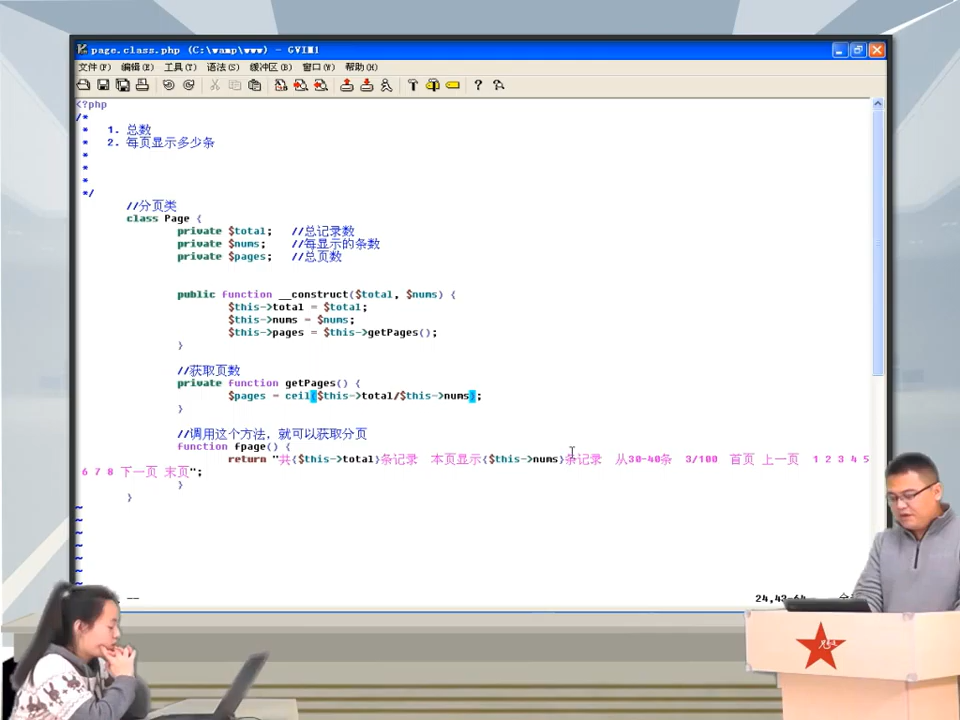 page.class.php (C:\wamp\www) - GVIM1
文件(F) 编辑(E) 工具(T) 语法(S) 缓冲区(B) 窗口(W) 帮助(H)
<?php
/*
* 1. 总数
* 2. 每页显示多少条
*
*
*
*/
//分页类
class Page {
private $total; //总记录数
private $nums; //每显示的条数
private $pages; //总页数
public function __construct($total, $nums) {
$this->total = $total;
$this->nums = $nums;
$this->pages = $this->getPages();
}
//获取页数
private function getPages() {
$pages = ceil($this->total/$this->nums);
}
//调用这个方法，就可以获取分页
function fpage() {
return "共{$this->total}条记录 本页显示{$this->nums}条记录 从30-40条 3/100 首页 上一页 1 2 3 4 5
6 7 8 下一页 末页";
}
}
~
~
~
~
~
~
~
--